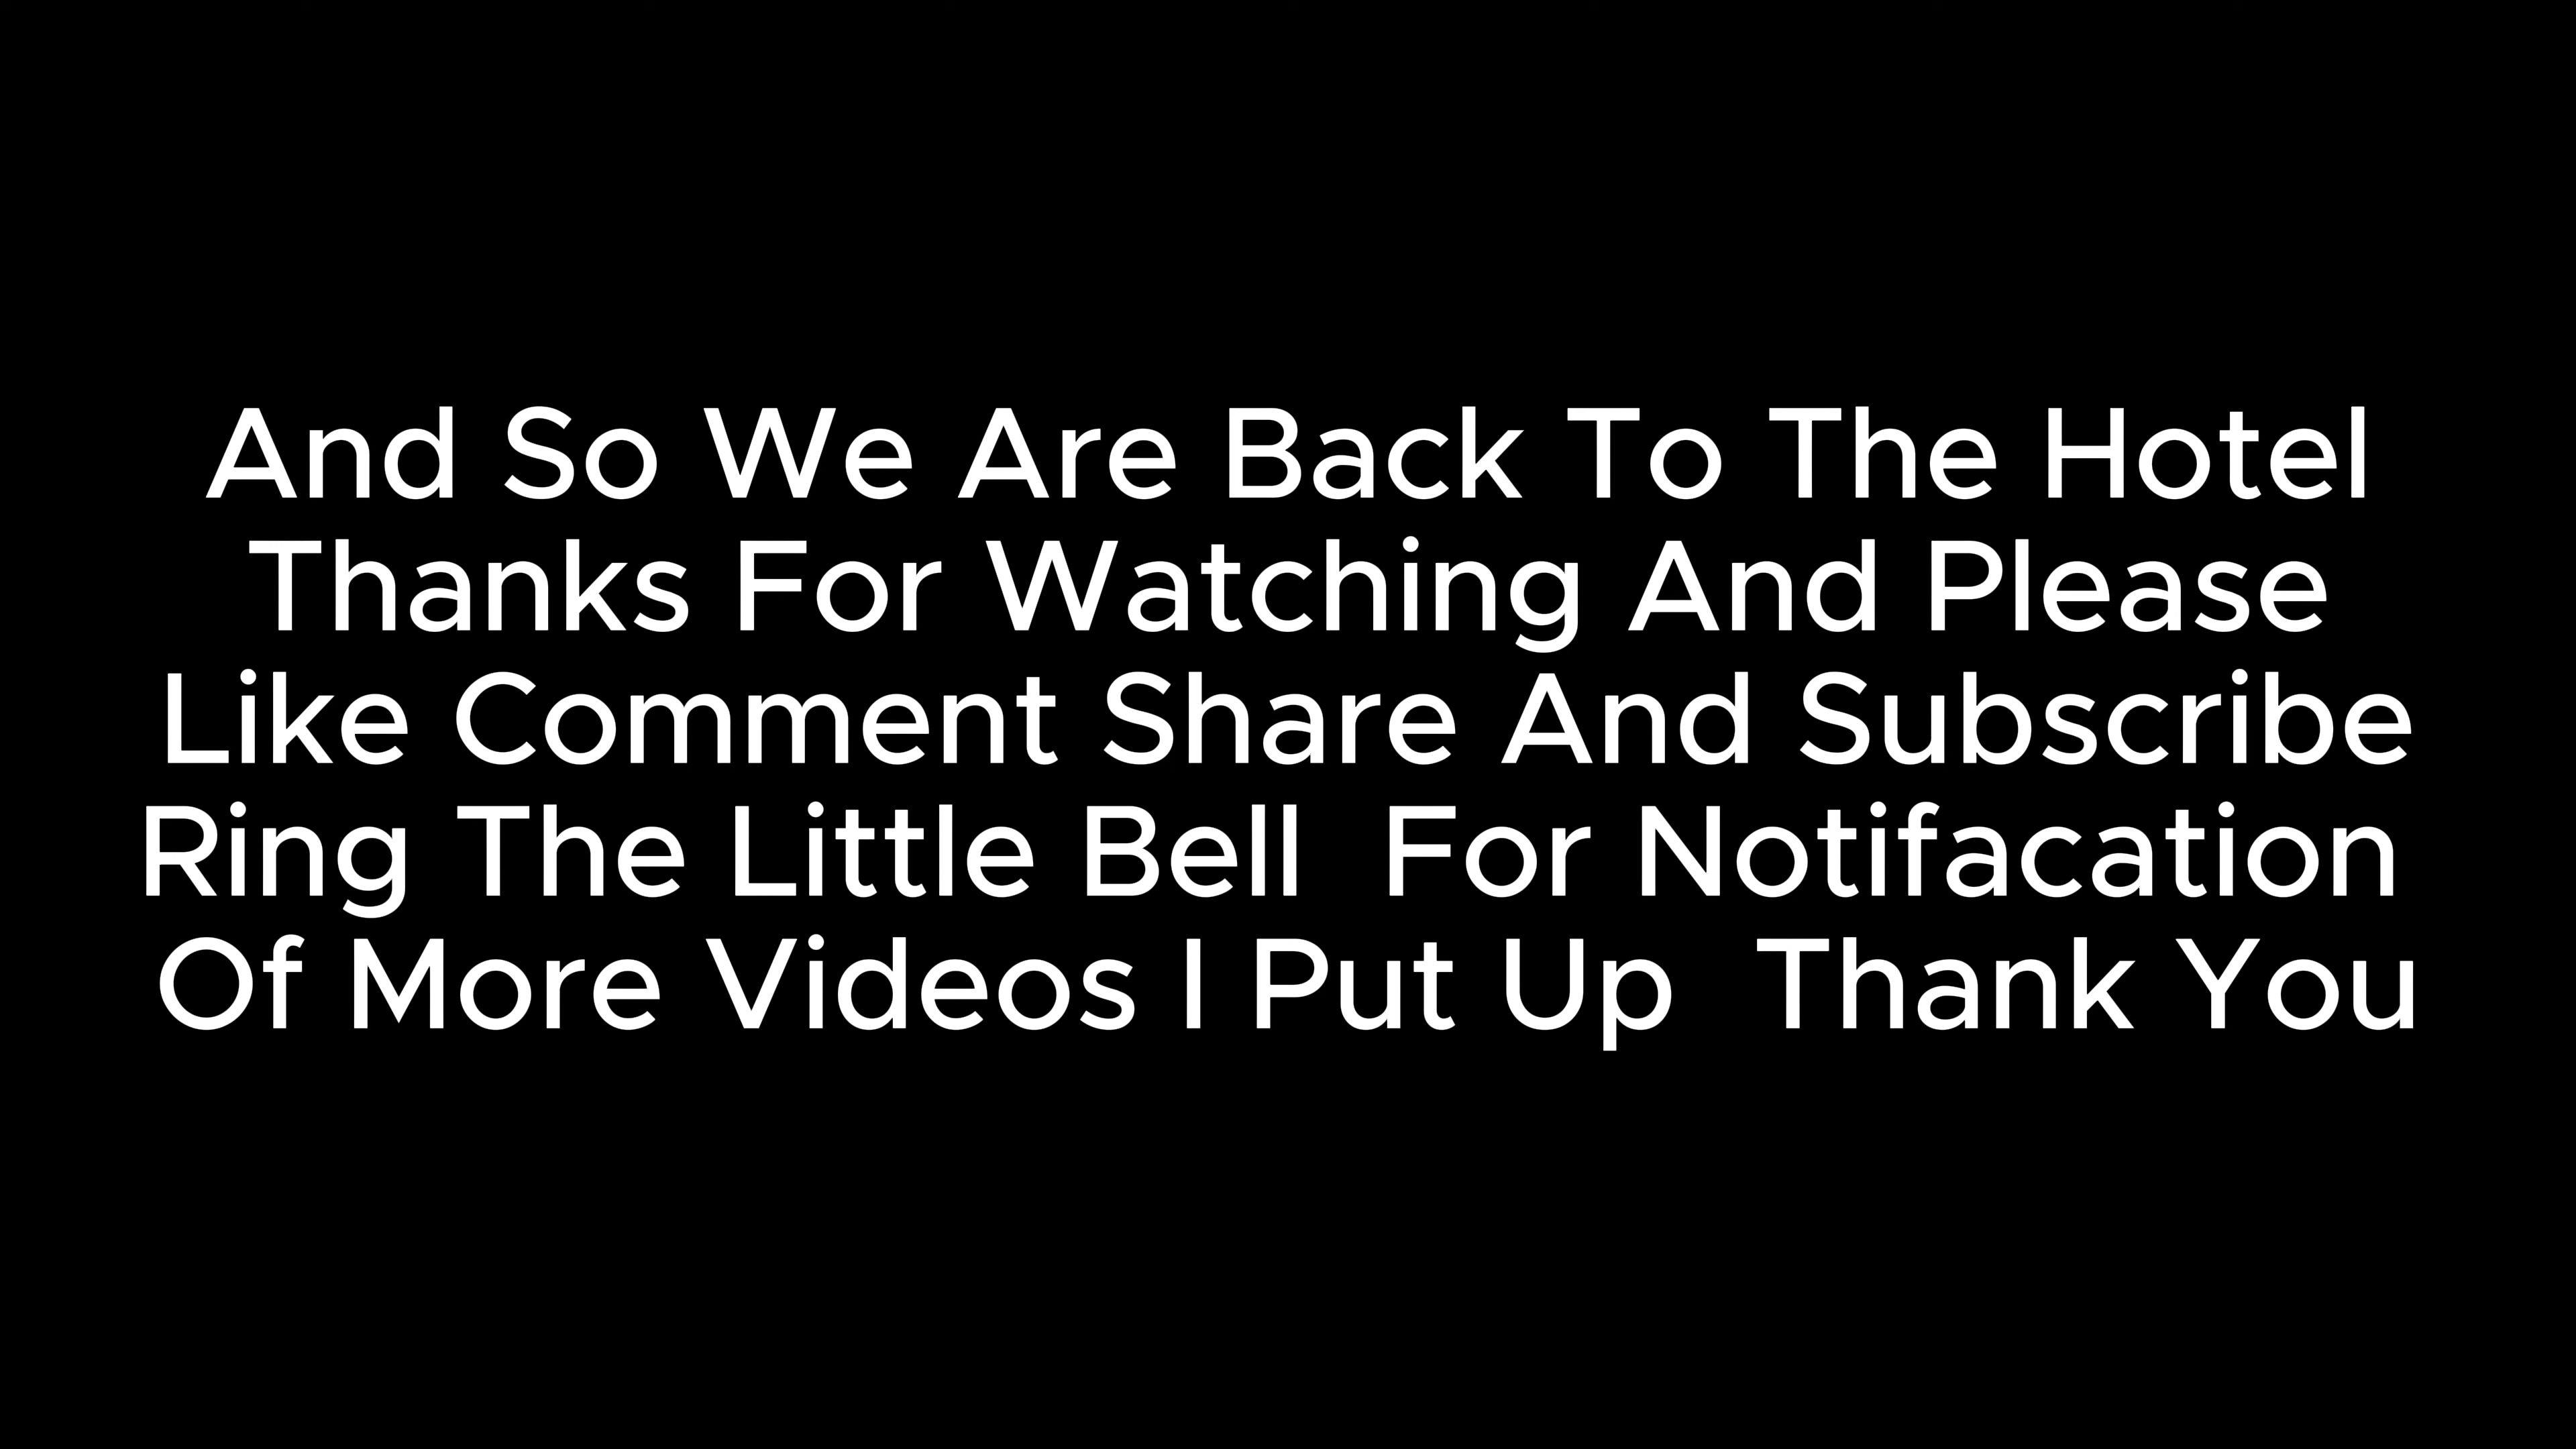 And So We Are Back To The Hotel
Thanks For Watching And Please
Like Comment Share And Subscribe
Ring The Little Bell  For Notifacation
Of More Videos I Put Up  Thank You